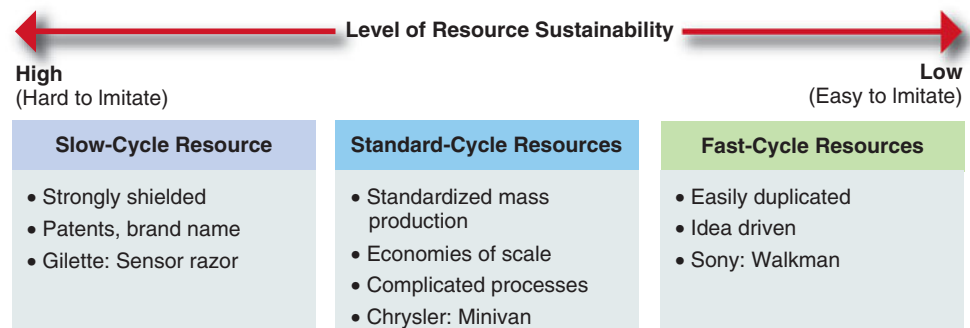 Level of Resource Sustainability
High
(Hard to Imitate)
Low
(Easy to Imitate)
Slow-Cycle Resource
• Strongly shielded
• Patents, brand name
• Gilette: Sensor razor
Standard-Cycle Resources
• Standardized mass
production
• Economies of scale
• Complicated processes
• Chrysler: Minivan
Fast-Cycle Resources
• Easily duplicated
• Idea driven
• Sony: Walkman